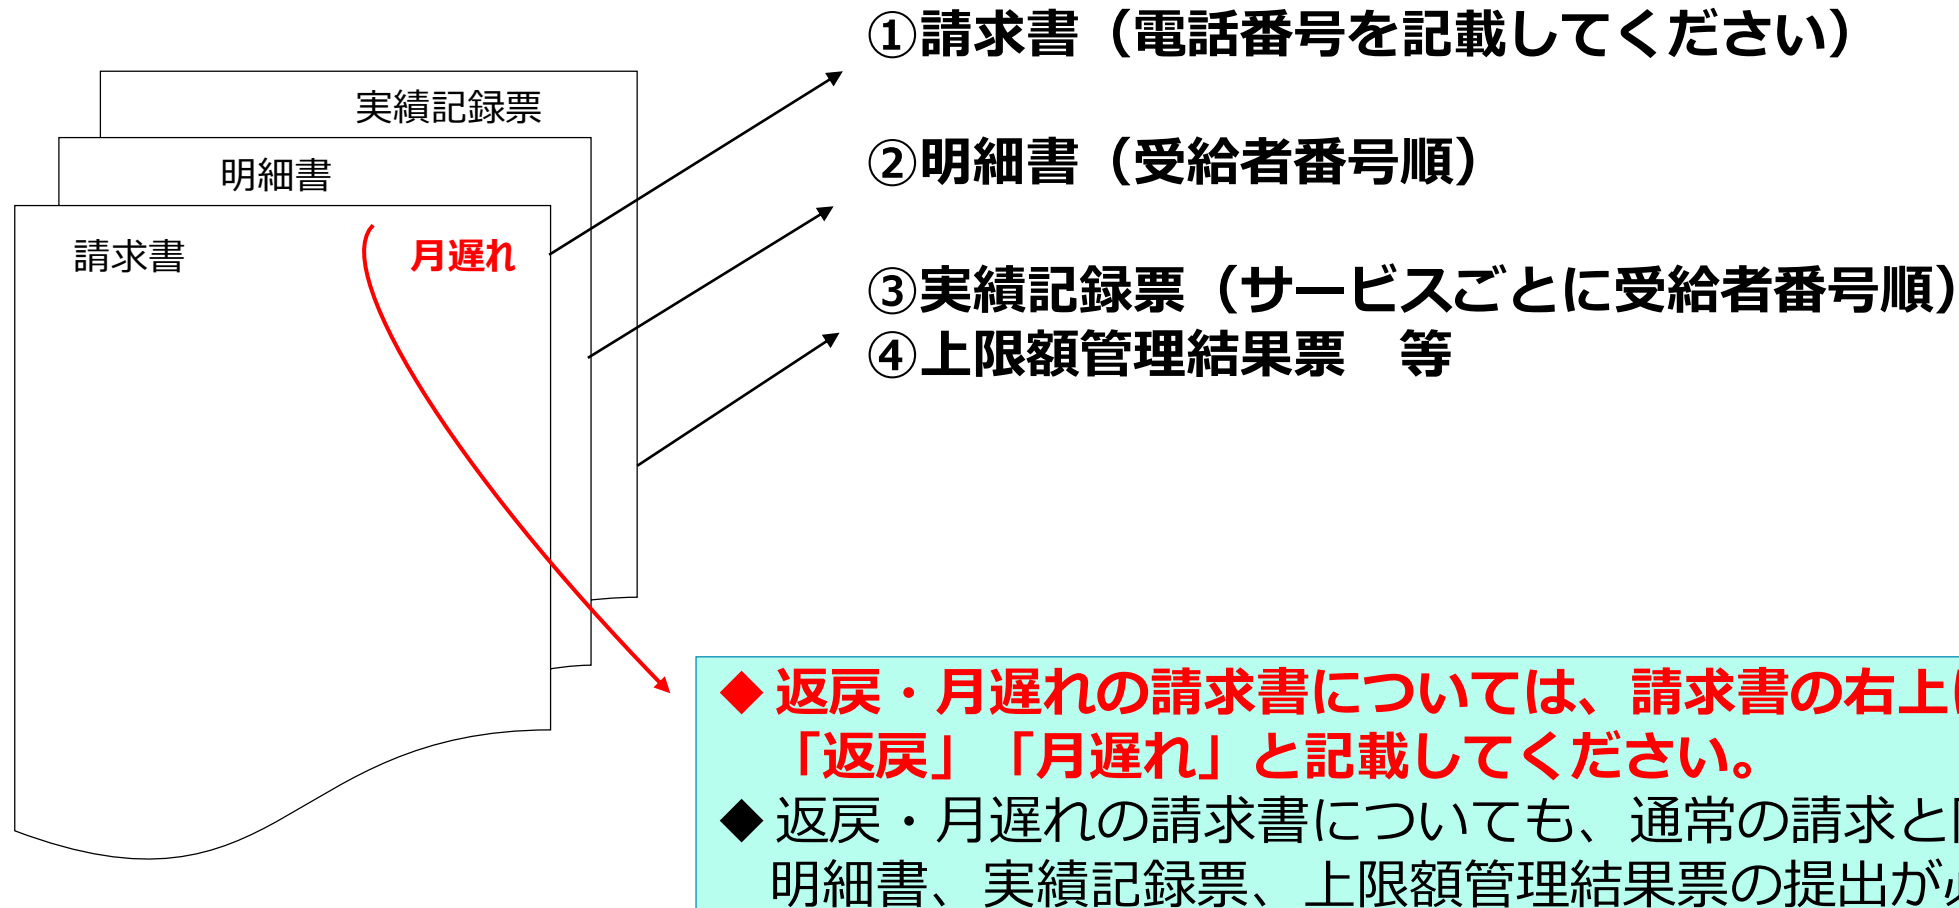 ①請求書（電話番号を記載してください）
実績記録票
②明細書（受給者番号順）
明細書
請求書
月遅れ
③実績記録票（サービスごとに受給者番号順）
④上限額管理結果票　等
◆返戻・月遅れの請求書については、請求書の右上
「返戻」「月遅れ」と記載してください。
◆返戻・月遅れの請求書についても、通常の請求と
明細書、実績記録票、上限額管理結果票の提出が